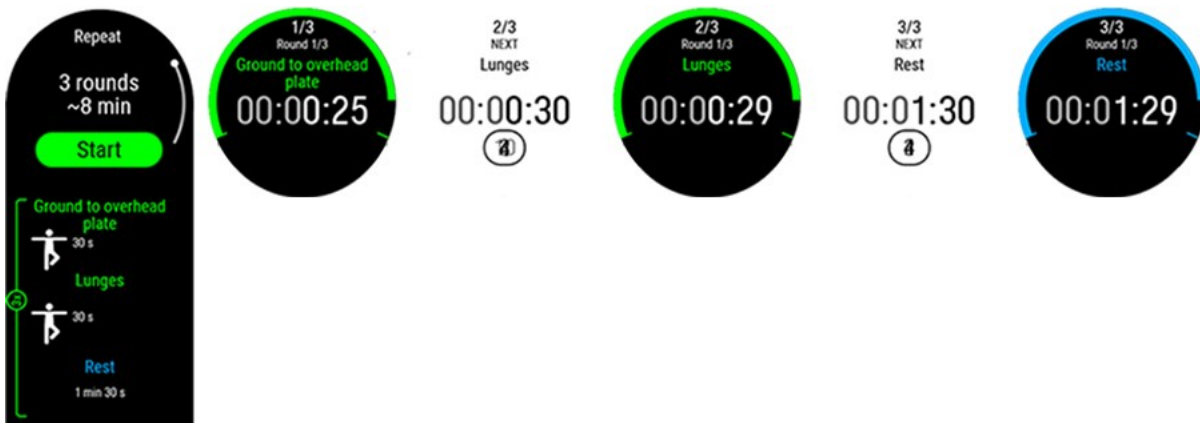 Repeat
3 rounds
~8 min
Start
Ground to overhead
plate
30 s
Lunges
30 s
Rest
1 min 30 s
1/3
Round 1/3
Ground to overhead
plate
00:00:25
2/3
NEXT
Lunges
00:00:30
2/3
Round 1/3
Lunges
00:00:29
3/3
NEXT
Rest
00:01:30
3/3
Round 1/3
Rest
00:01:29